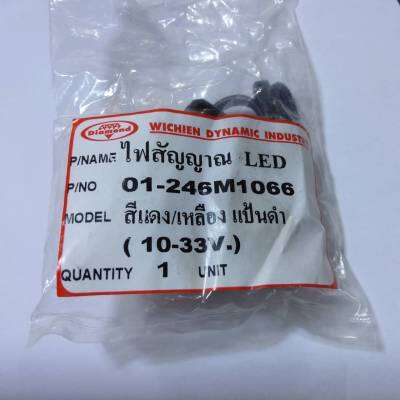 Diamond
WICHIEN DYNAMIC INDUST
P/NAME ไฟสัญญาณ LED
P/NO 01-246M1066
MODEL สีแดง/เหลือง แป้นดำ
( 10-33V.)
QUANTITY 1 UNIT